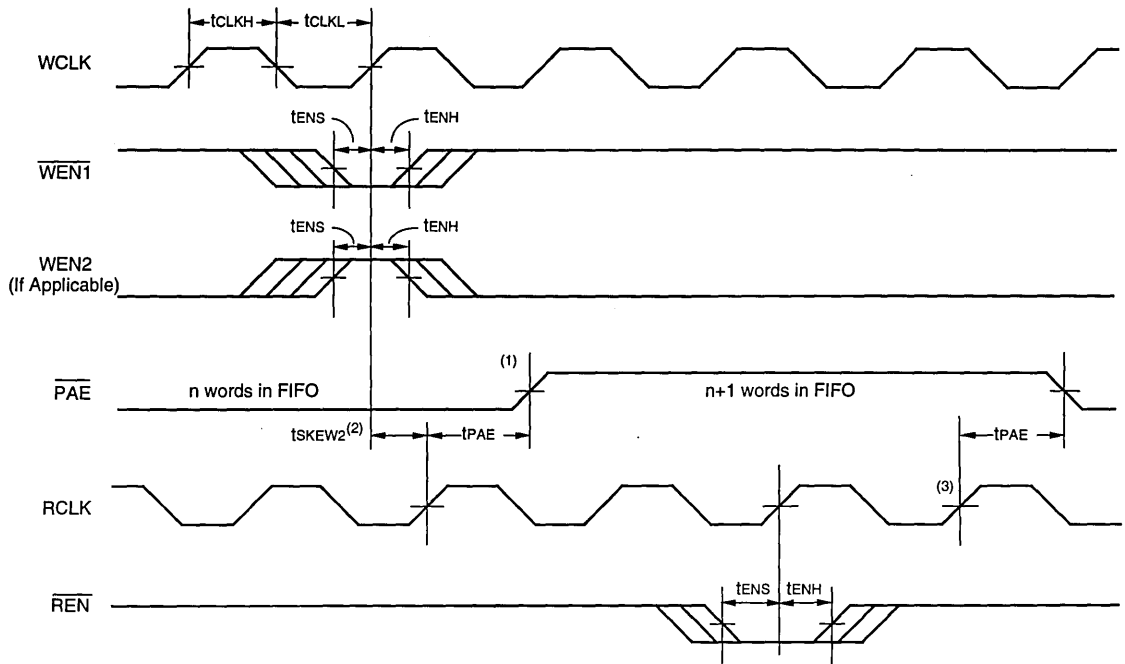 tCLKH tCLKL
WCLK
tENS tENH
WEN1
tENS tENH
WEN2
(If Applicable)
(1)
PAE n words in FIFO n+1 words in FIFO
tSKEW2(2) tPAE tPAE
RCLK (3)
tENS tENH
REN